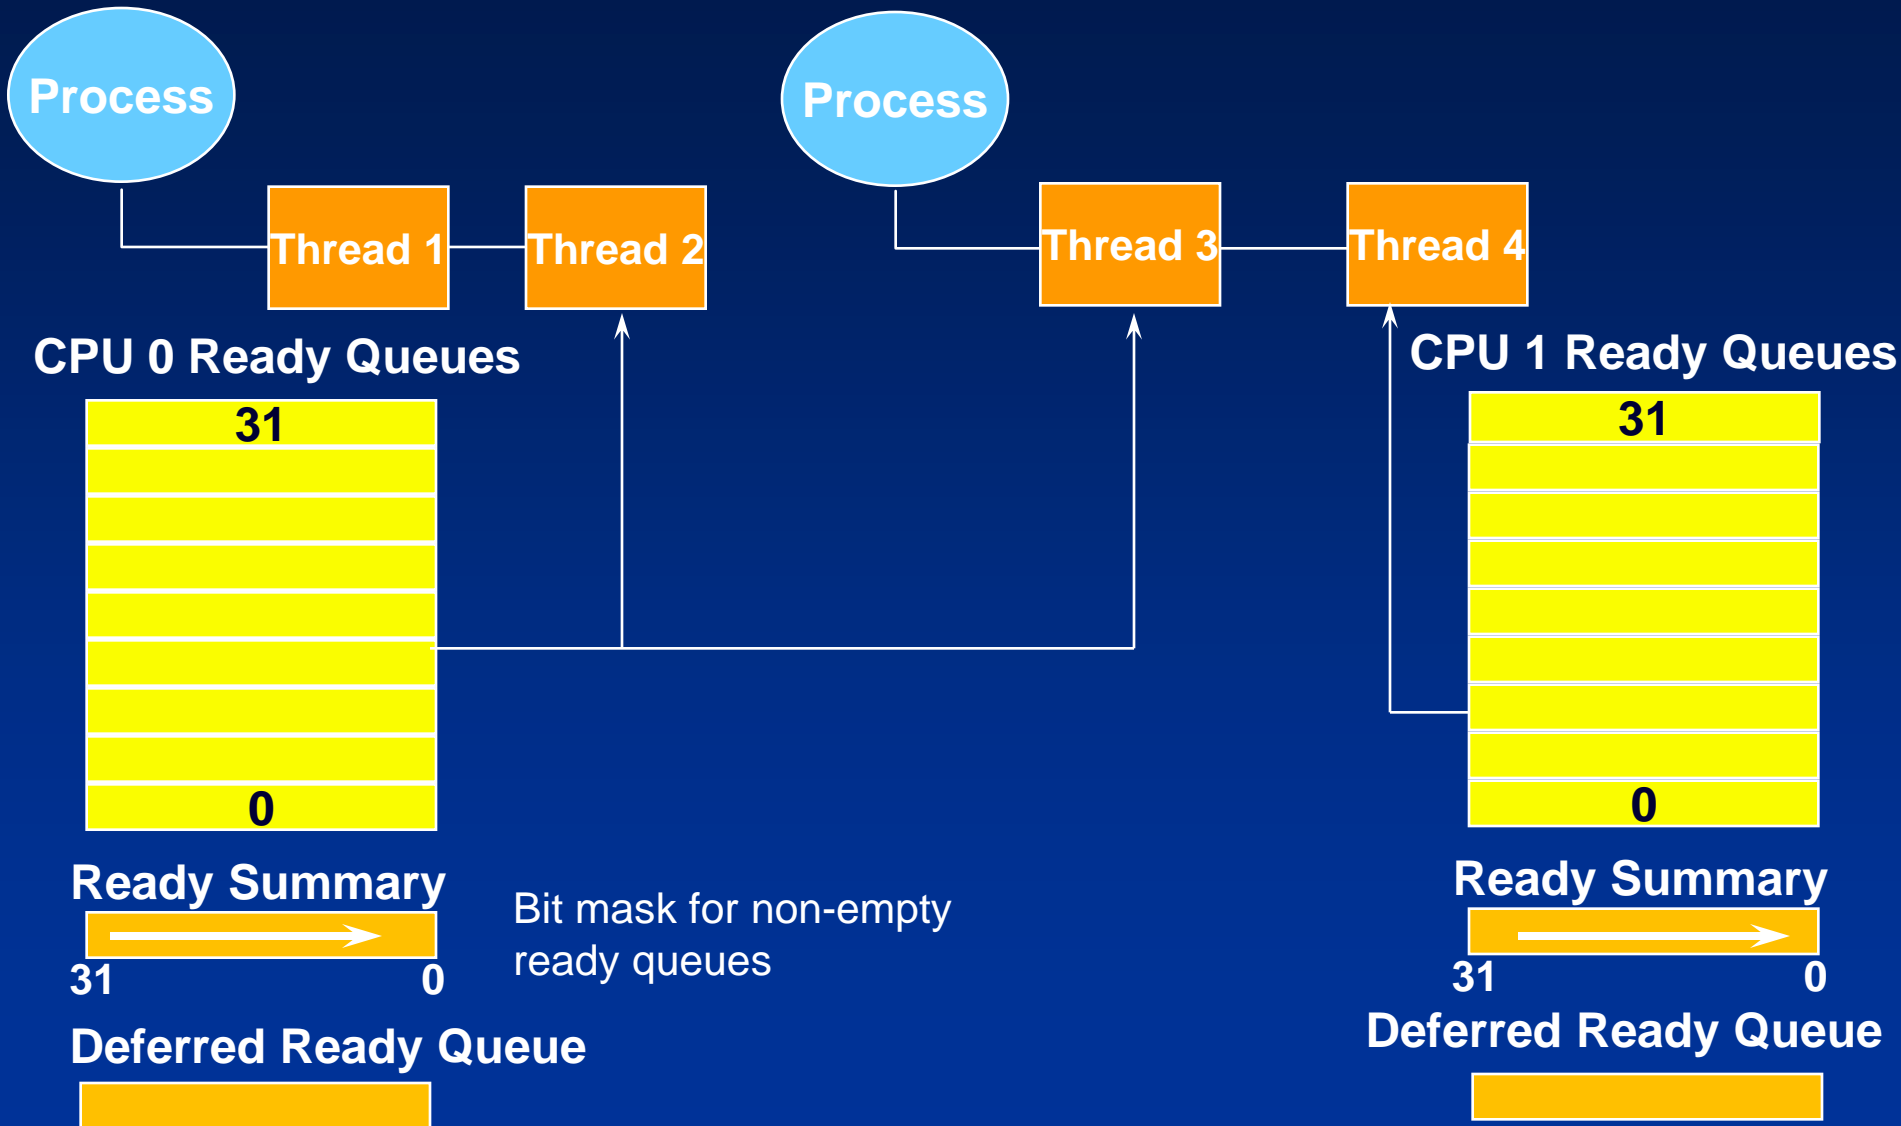 Process
Process
Thread 1
Thread 2
Thread 3
Thread 4
CPU 0 Ready Queues
31
0
Ready Summary
31 0
Bit mask for non-empty
ready queues
Deferred Ready Queue
CPU 1 Ready Queues
31
0
Ready Summary
31 0
Deferred Ready Queue